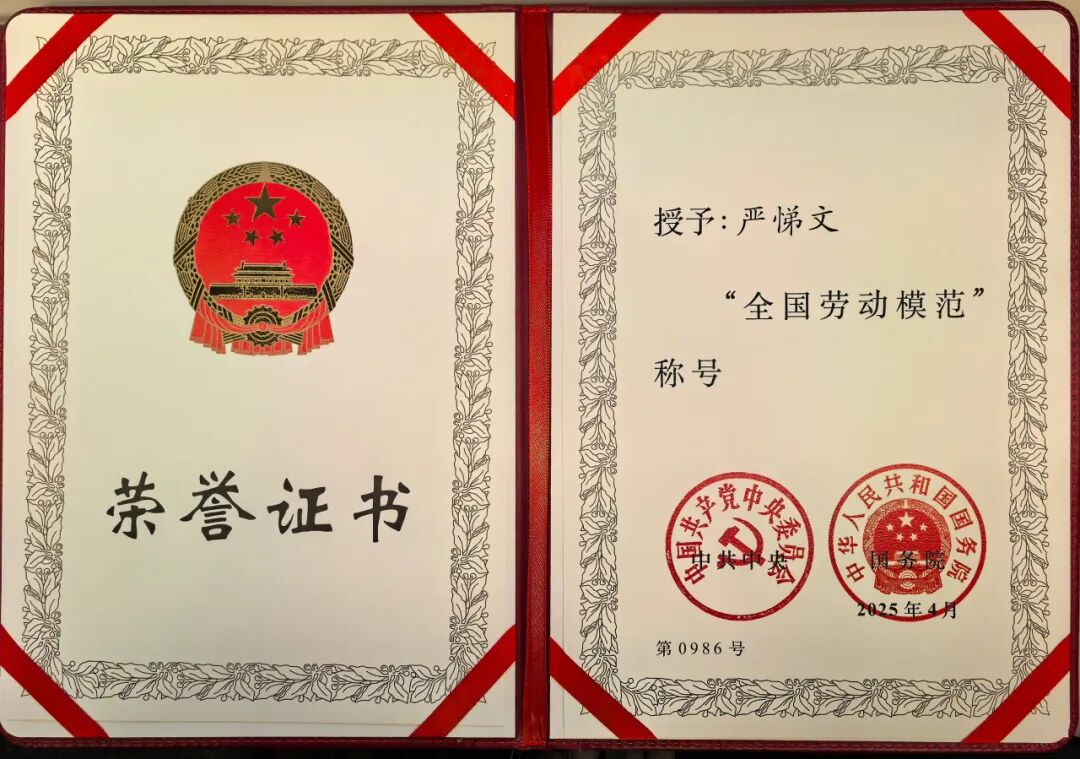 荣誉证书
授予：严悌文
“全国劳动模范”
称号
中国共产党中央委员会
中共中央
中华人民共和国国务院
国务院
2025年4月
第0986号